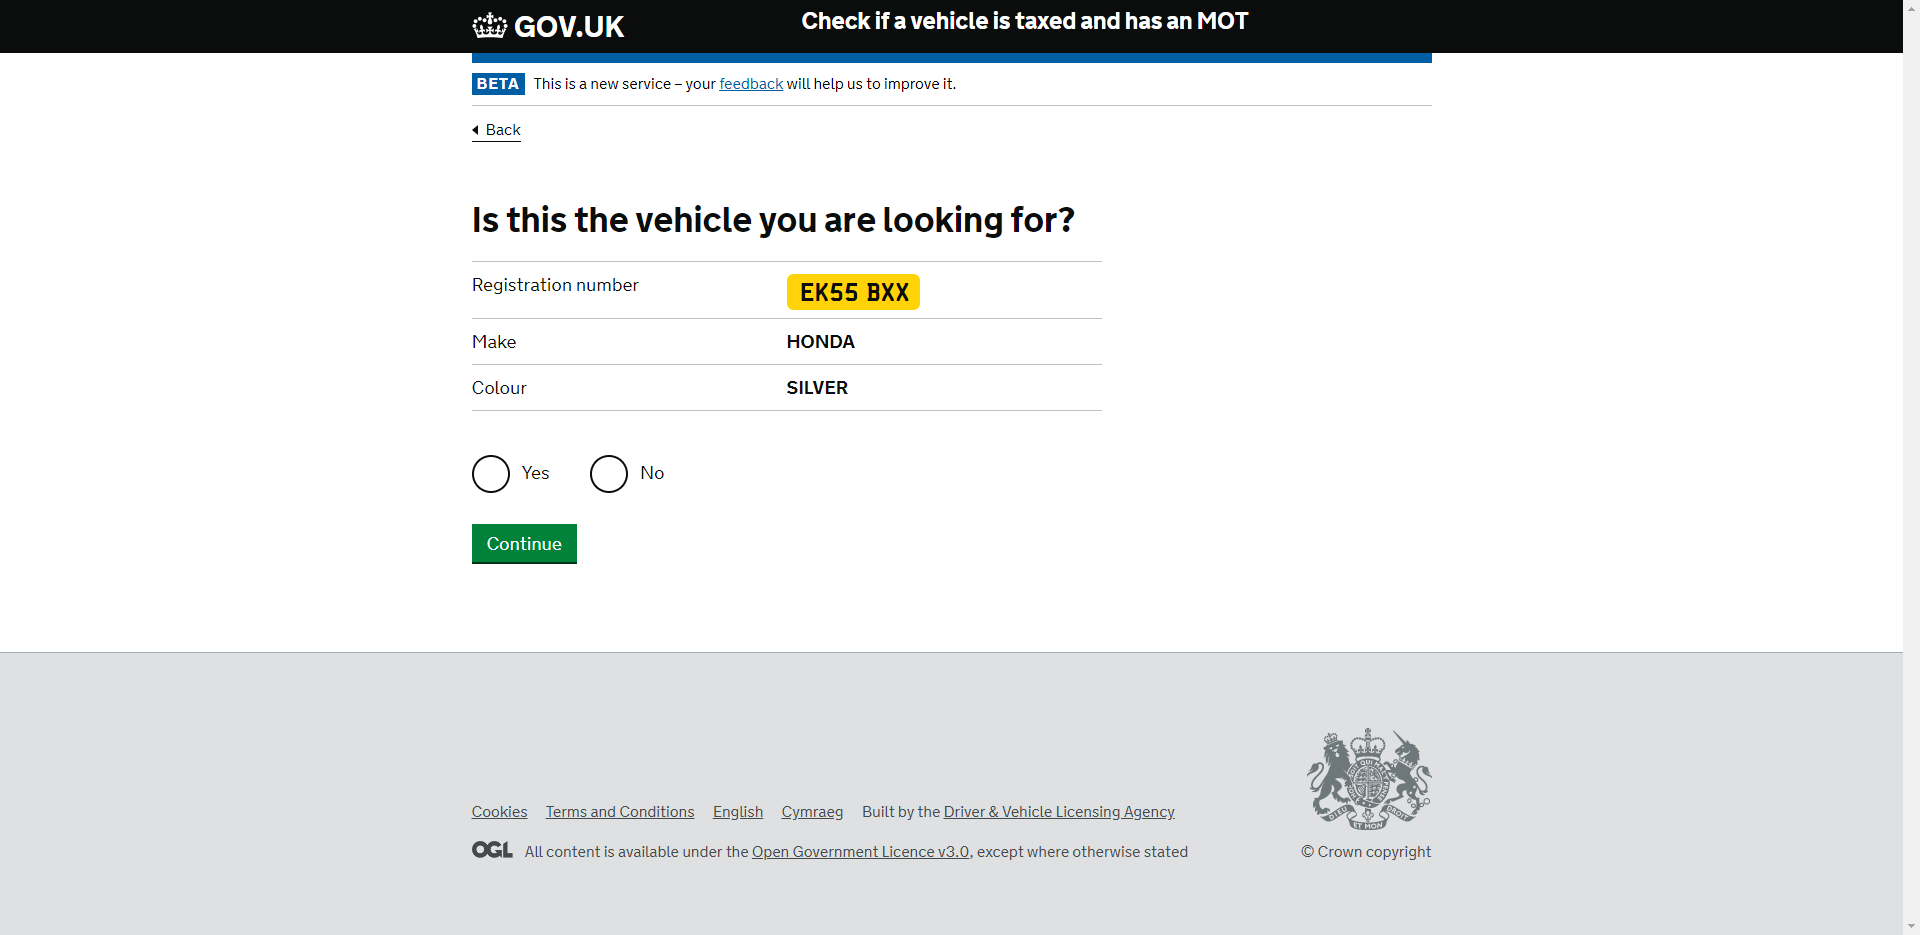 GOV.UK
Check if a vehicle is taxed and has an MOT
BETA This is a new service – your feedback will help us to improve it.
Back
Is this the vehicle you are looking for?
Registration number EK55 BXX
Make HONDA
Colour SILVER
Yes No
Continue
Cookies Terms and Conditions English Cymraeg Built by the Driver & Vehicle Licensing Agency
OGL All content is available under the Open Government Licence v3.0, except where otherwise stated
© Crown copyright